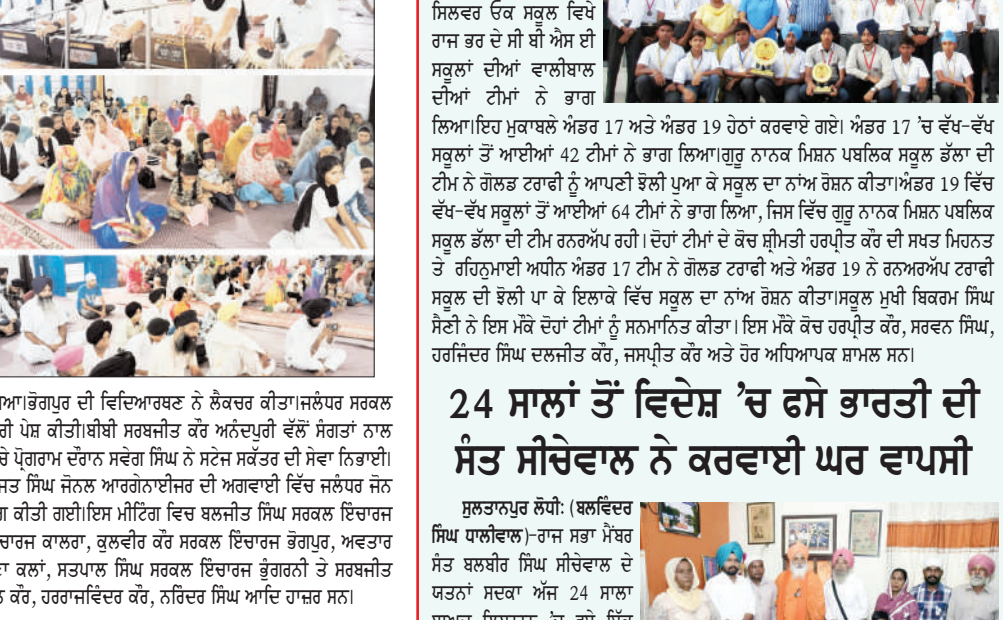 ਆ।ਭੋਗਪੁਰ ਦੀ ਵਿਦਿਆਰਥਣ ਨੇ ਲੈਕਚਰ ਕੀਤਾ।ਜਲੰਧਰ ਸਰਕਲ
ਰੀ ਪੇਸ਼ ਕੀਤੀ।ਬੀਬੀ ਸਰਬਜੀਤ ਕੌਰ ਅਨੰਦਪੁਰੀ ਵੱਲੋਂ ਸੰਗਤਾਂ ਨਾਲ
ਚੇ ਪ੍ਰੋਗਰਾਮ ਦੌਰਾਨ ਸਵੇਗ ਸਿੰਘ ਨੇ ਸਟੇਜ ਸਕੱਤਰ ਦੀ ਸੇਵਾ ਨਿਭਾਈ।
ਜਤ ਸਿੰਘ ਜੋਨਲ ਆਰਗੇਨਾਈਜਰ ਦੀ ਅਗਵਾਈ ਵਿੱਚ ਜਲੰਧਰ ਜੋਨ
ਗ ਕੀਤੀ ਗਈ।ਇਸ ਮੀਟਿੰਗ ਵਿਚ ਬਲਜੀਤ ਸਿੰਘ ਸਰਕਲ ਇੰਚਾਰਜ
ਚਾਰਜ ਕਾਲਰਾ, ਕੁਲਵੀਰ ਕੌਰ ਸਰਕਲ ਇੰਚਾਰਜ ਭੋਗਪੁਰ, ਅਵਤਾਰ
ਾ ਕਲਾਂ, ਸਤਪਾਲ ਸਿੰਘ ਸਰਕਲ ਇੰਚਾਰਜ ਭੁੰਗਰਨੀ ਤੇ ਸਰਬਜੀਤ
ਕੌਰ, ਹਰਰਾਜਵਿੰਦਰ ਕੌਰ, ਨਰਿੰਦਰ ਸਿੰਘ ਆਦਿ ਹਾਜ਼ਰ ਸਨ।
ਸਿਲਵਰ ਓਕ ਸਕੂਲ ਵਿਖੇ
ਰਾਜ ਭਰ ਦੇ ਸੀ ਬੀ ਐਸ ਈ
ਸਕੂਲਾਂ ਦੀਆਂ ਵਾਲੀਬਾਲ
ਦੀਆਂ ਟੀਮਾਂ ਨੇ ਭਾਗ
ਲਿਆ।ਇਹ ਮੁਕਾਬਲੇ ਅੰਡਰ 17 ਅਤੇ ਅੰਡਰ 19 ਹੇਠਾਂ ਕਰਵਾਏ ਗਏ। ਅੰਡਰ 17 ’ਚ ਵੱਖ-ਵੱਖ
ਸਕੂਲਾਂ ਤੋਂ ਆਈਆਂ 42 ਟੀਮਾਂ ਨੇ ਭਾਗ ਲਿਆ।ਗੁਰੂ ਨਾਨਕ ਮਿਸ਼ਨ ਪਬਲਿਕ ਸਕੂਲ ਡੱਲਾ ਦੀ
ਟੀਮ ਨੇ ਗੋਲਡ ਟਰਾਫੀ ਨੂੰ ਆਪਣੀ ਝੋਲੀ ਪੁਆ ਕੇ ਸਕੂਲ ਦਾ ਨਾਂਅ ਰੋਸ਼ਨ ਕੀਤਾ।ਅੰਡਰ 19 ਵਿੱਚ
ਵੱਖ-ਵੱਖ ਸਕੂਲਾਂ ਤੋਂ ਆਈਆਂ 64 ਟੀਮਾਂ ਨੇ ਭਾਗ ਲਿਆ, ਜਿਸ ਵਿੱਚ ਗੁਰੂ ਨਾਨਕ ਮਿਸ਼ਨ ਪਬਲਿਕ
ਸਕੂਲ ਡੱਲਾ ਦੀ ਟੀਮ ਰਨਰਅੱਪ ਰਹੀ। ਦੋਹਾਂ ਟੀਮਾਂ ਦੇ ਕੋਚ ਸ਼੍ਰੀਮਤੀ ਹਰਪ੍ਰੀਤ ਕੌਰ ਦੀ ਸਖਤ ਮਿਹਨਤ
ਤੇ ਰਹਿਨੁਮਾਈ ਅਧੀਨ ਅੰਡਰ 17 ਟੀਮ ਨੇ ਗੋਲਡ ਟਰਾਫੀ ਅਤੇ ਅੰਡਰ 19 ਨੇ ਰਨਅਰਅੱਪ ਟਰਾਫੀ
ਸਕੂਲ ਦੀ ਝੋਲੀ ਪਾ ਕੇ ਇਲਾਕੇ ਵਿੱਚ ਸਕੂਲ ਦਾ ਨਾਂਅ ਰੋਸ਼ਨ ਕੀਤਾ।ਸਕੂਲ ਮੁਖੀ ਬਿਕਰਮ ਸਿੰਘ
ਸੈਣੀ ਨੇ ਇਸ ਮੌਕੇ ਦੋਹਾਂ ਟੀਮਾਂ ਨੂੰ ਸਨਮਾਨਿਤ ਕੀਤਾ। ਇਸ ਮੌਕੇ ਕੋਚ ਹਰਪ੍ਰੀਤ ਕੌਰ, ਸਰਵਨ ਸਿੰਘ,
ਹਰਜਿੰਦਰ ਸਿੰਘ ਦਲਜੀਤ ਕੌਰ, ਜਸਪ੍ਰੀਤ ਕੌਰ ਅਤੇ ਹੋਰ ਅਧਿਆਪਕ ਸ਼ਾਮਲ ਸਨ।
24 ਸਾਲਾਂ ਤੋਂ ਵਿਦੇਸ਼ ’ਚ ਫਸੇ ਭਾਰਤੀ ਦੀ
ਸੰਤ ਸੀਚੇਵਾਲ ਨੇ ਕਰਵਾਈ ਘਰ ਵਾਪਸੀ
ਸੁਲਤਾਨਪੁਰ ਲੋਧੀ: (ਬਲਵਿੰਦਰ
ਸਿੰਘ ਧਾਲੀਵਾਲ)-ਰਾਜ ਸਭਾ ਮੈਂਬਰ
ਸੰਤ ਬਲਬੀਰ ਸਿੰਘ ਸੀਚੇਵਾਲ ਦੇ
ਯਤਨਾਂ ਸਦਕਾ ਅੱਜ 24 ਸਾਲਾ